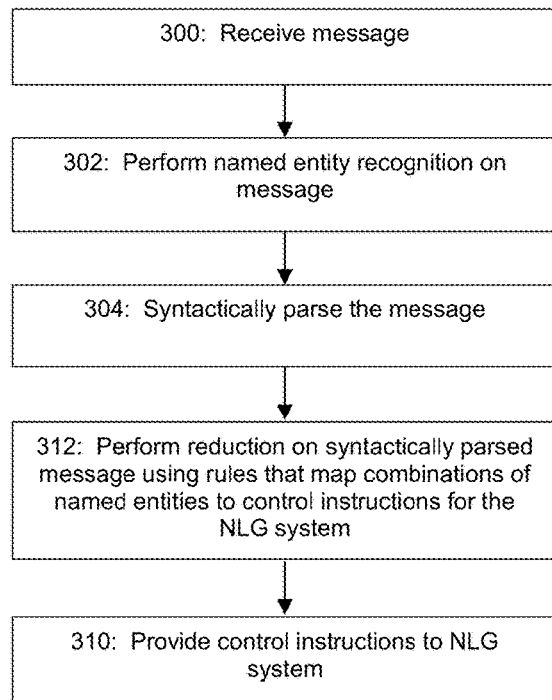 300: Receive message
302: Perform named entity recognition on
message
304: Syntactically parse the message
312: Perform reduction on syntactically parsed
message using rules that map combinations of
named entities to control instructions for the
NLG system
310: Provide control instructions to NLG
system